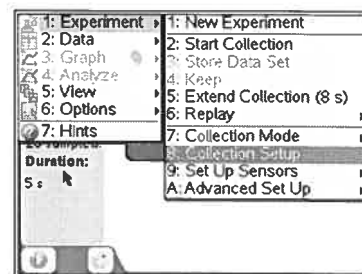 1: Experiment
2: Data
3: Graph
4: Analyze
5: View
6: Options
7: Hints
Duration:
5 s
1: New Experiment
2: Start Collection
3: Store Data Set
4: Keep
5: Extend Collection (8 s)
6: Replay
7: Collection Mode
8: Collection Setup
9: Set Up Sensors
A: Advanced Set Up